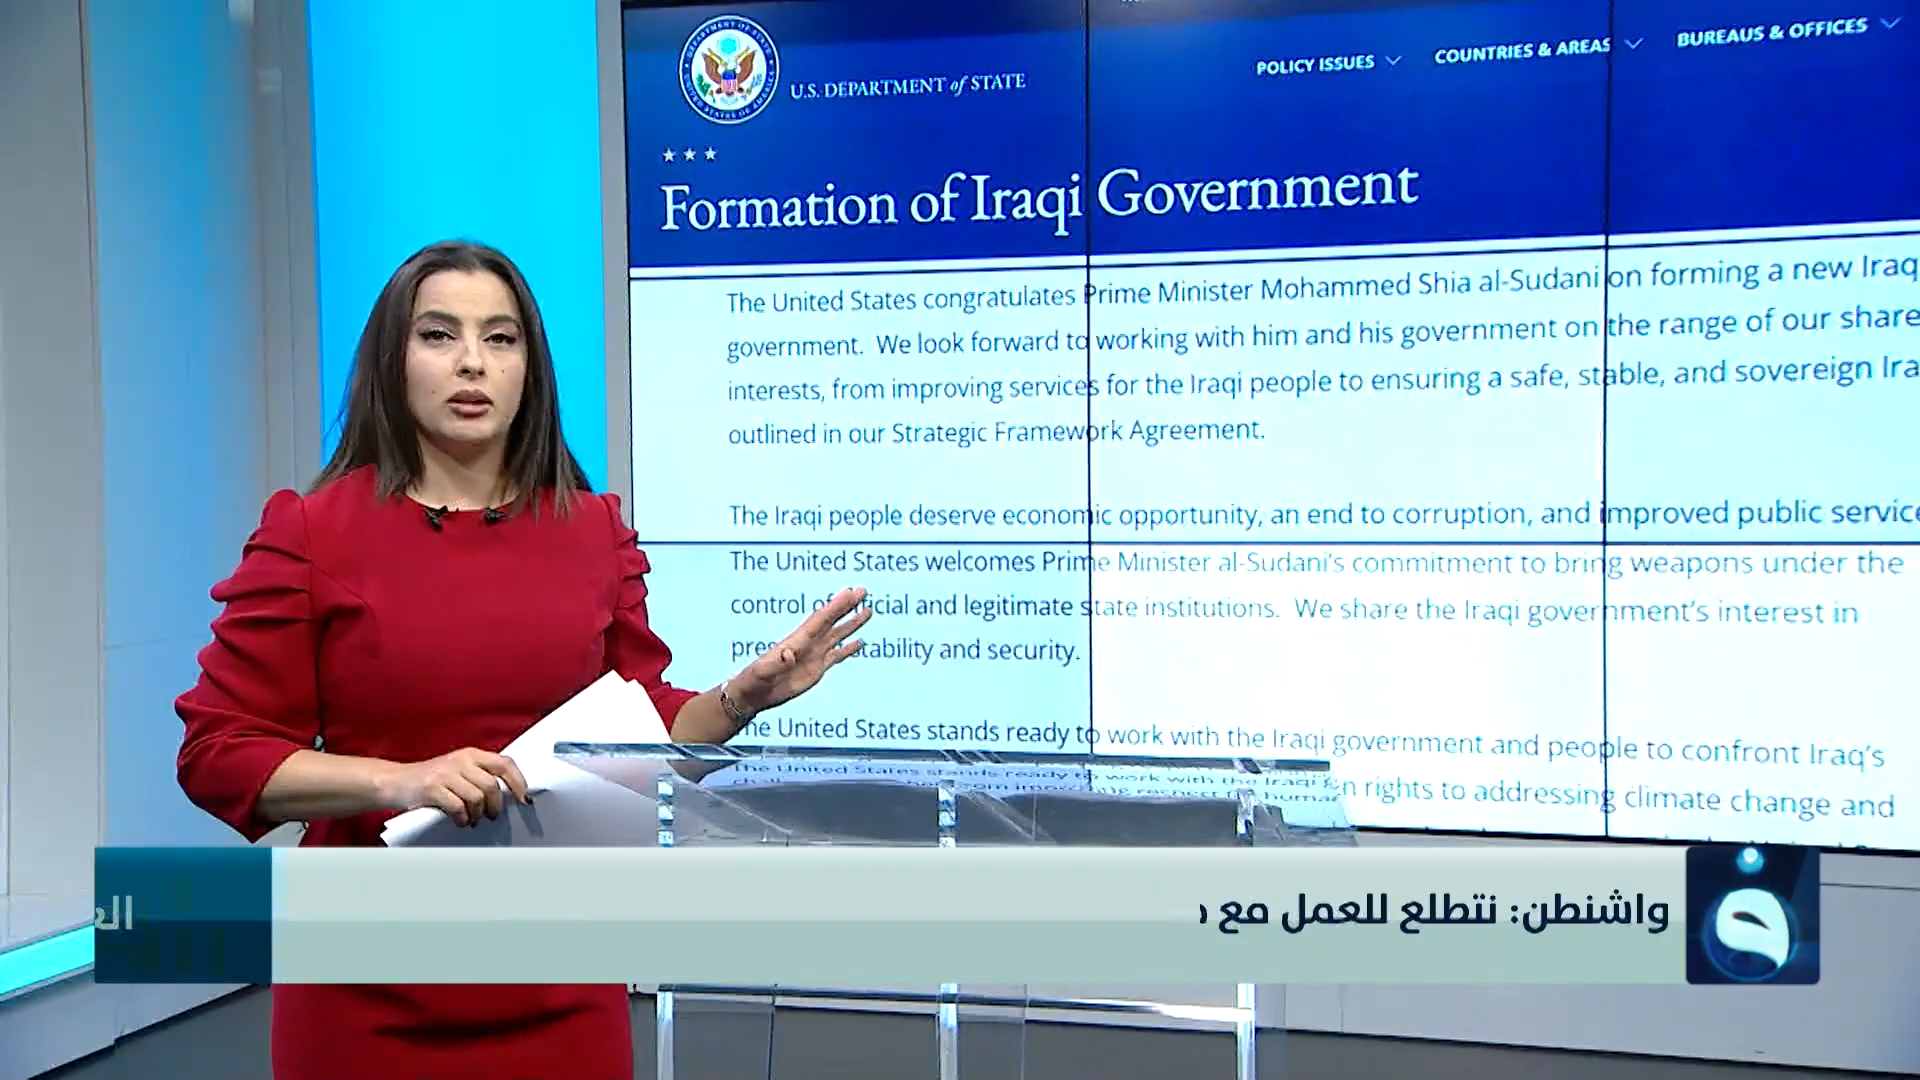 U.S. DEPARTMENT of STATE
POLICY ISSUES
COUNTRIES & AREAS
BUREAUS & OFFICES
Formation of Iraqi Government
The United States congratulates Prime Minister Mohammed Shia al-Sudani on forming a new Iraq
government. We look forward to working with him and his government on the range of our share
interests, from improving services for the Iraqi people to ensuring a safe, stable, and sovereign Ira
outlined in our Strategic Framework Agreement.
The Iraqi people deserve economic opportunity, an end to corruption, and improved public service
The United States welcomes Prime Minister al-Sudani's commitment to bring weapons under the
control of official and legitimate state institutions. We share the Iraqi government's interest in
stability and security.
The United States stands ready to work with the Iraqi government and people to confront Iraq's
rights to addressing climate change and
واشنطن: نتطلع للعمل مع
الع